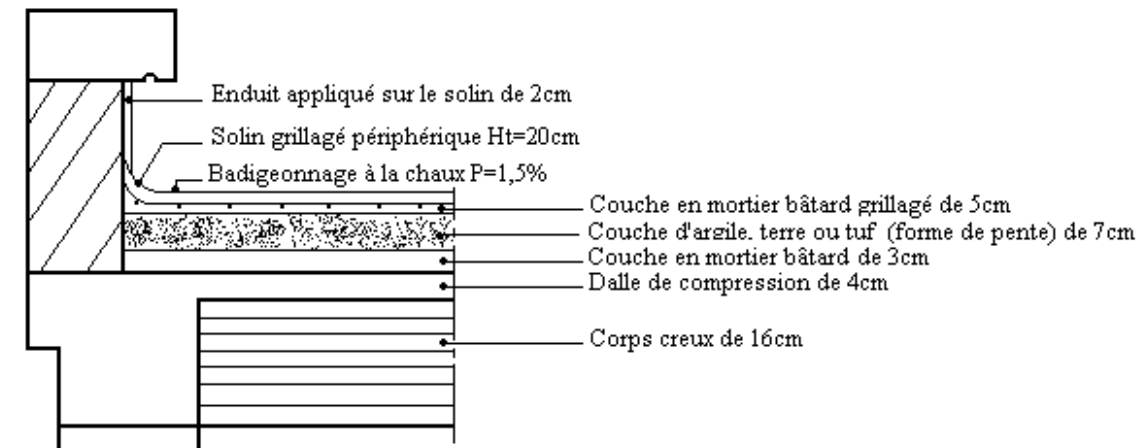 Enduit appliqué sur le solin de 2cm
Solin grillagé périphérique Ht=20cm
Badigeonnage à la chaux P=1,5%
Couche en mortier bâtard grillagé de 5cm
Couche d'argile. terre ou tuf (forme de pente) de 7cm
Couche en mortier bâtard de 3cm
Dalle de compression de 4cm
Corps creux de 16cm